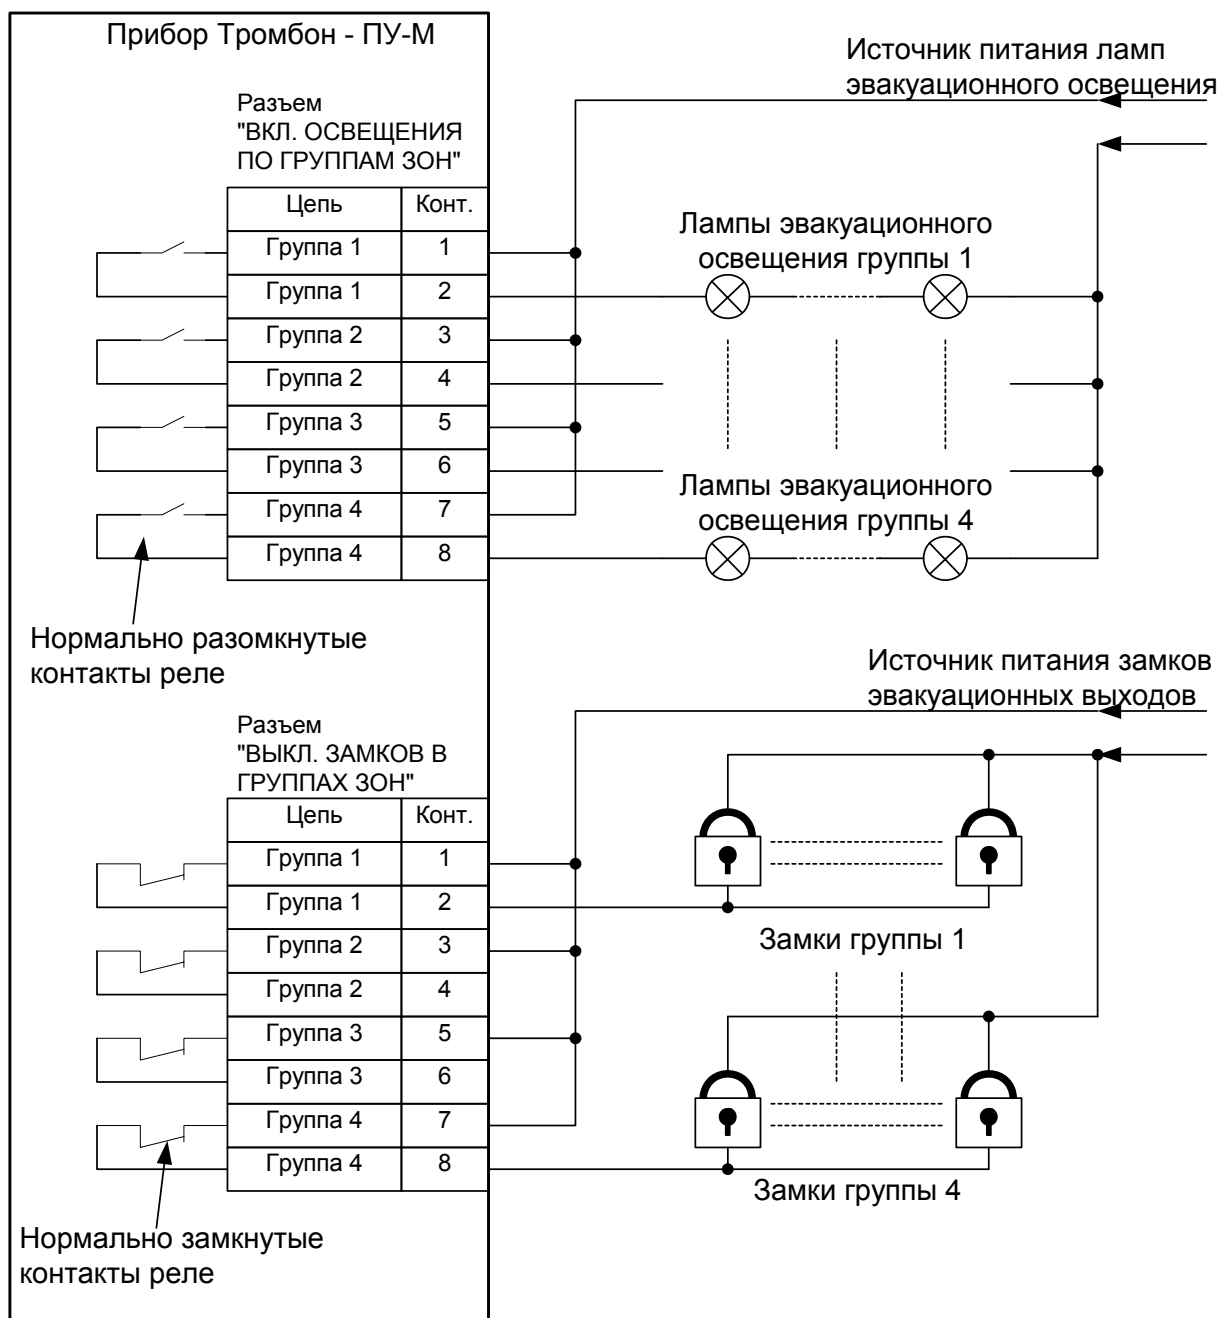 Прибор Тромбон - ПУ-М
Источник питания ламп
эвакуационного освещения
Разъем
"ВКЛ. ОСВЕЩЕНИЯ
ПО ГРУППАМ ЗОН"
Цепь Конт.
Группа 1 1
Группа 1 2
Группа 2 3
Группа 2 4
Группа 3 5
Группа 3 6
Группа 4 7
Группа 4 8
Лампы эвакуационного
освещения группы 1
Лампы эвакуационного
освещения группы 4
Нормально разомкнутые
контакты реле
Источник питания замков
эвакуационных выходов
Разъем
"ВЫКЛ. ЗАМКОВ В
ГРУППАХ ЗОН"
Цепь Конт.
Группа 1 1
Группа 1 2
Группа 2 3
Группа 2 4
Группа 3 5
Группа 3 6
Группа 4 7
Группа 4 8
Замки группы 1
Замки группы 4
Нормально замкнутые
контакты реле